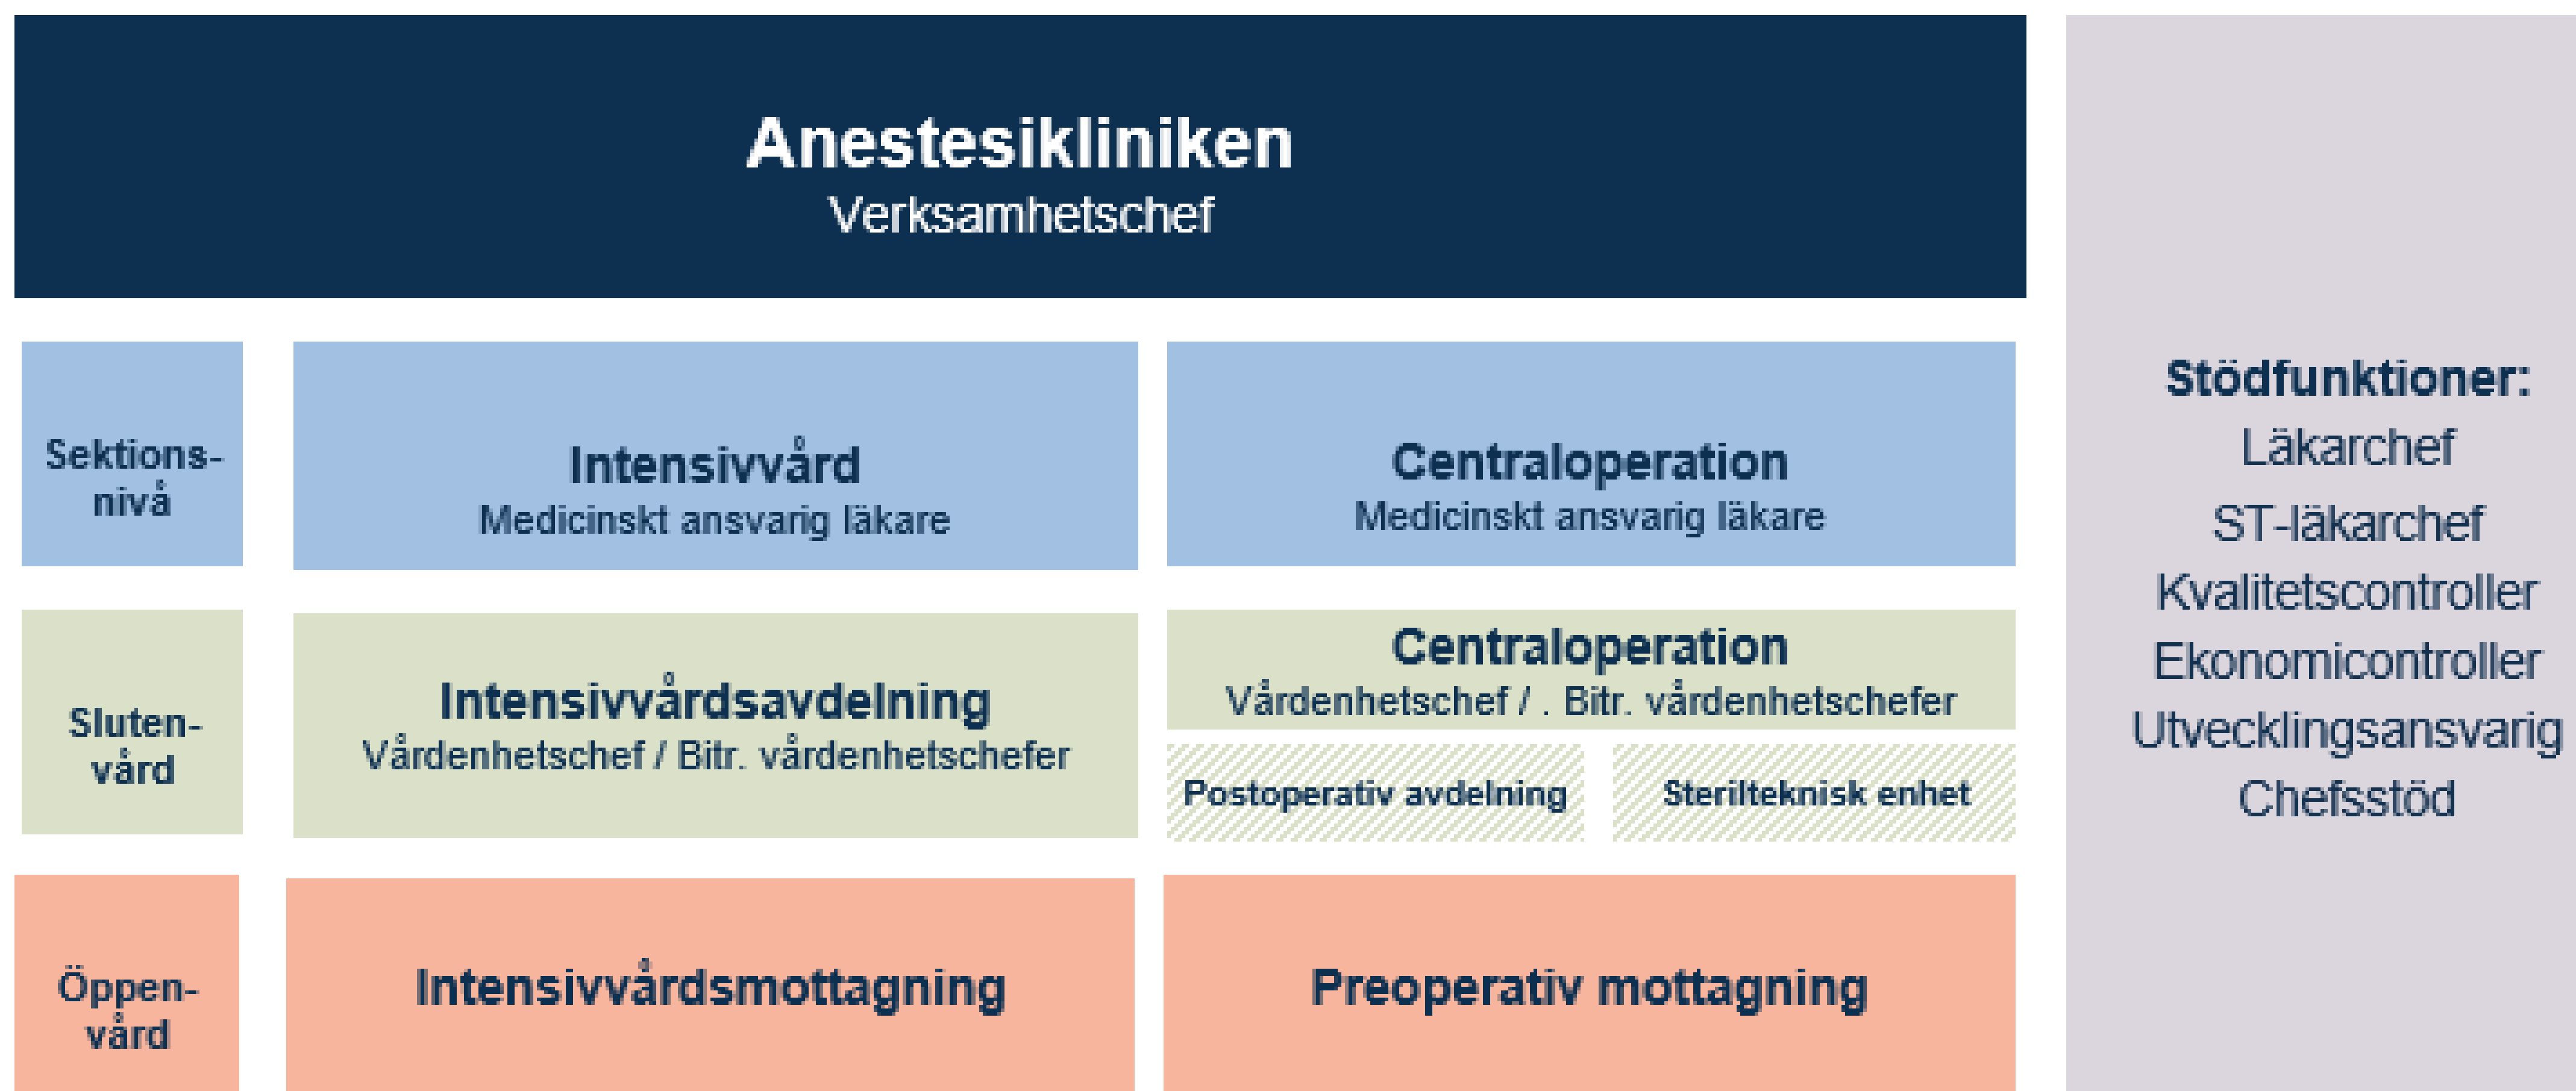 Anestesikliniken
Verksamhetschef
Sektions-
nivå
Intensivvård
Medicinskt ansvarig läkare
Centraloperation
Medicinskt ansvarig läkare
Sluten-
vård
Intensivvårdsavdelning
Vårdenhetschef / Bitr. vårdenhetschefer
Centraloperation
Vårdenhetschef / . Bitr. vårdenhetschefer
Postoperativ avdelning
Sterilteknisk enhet
Öppen-
vård
Intensivvårdsmottagning
Preoperativ mottagning
Stödfunktioner:
Läkarchef
ST-läkarchef
Kvalitetscontroller
Ekonomicontroller
Utvecklingsansvarig
Chefsstöd